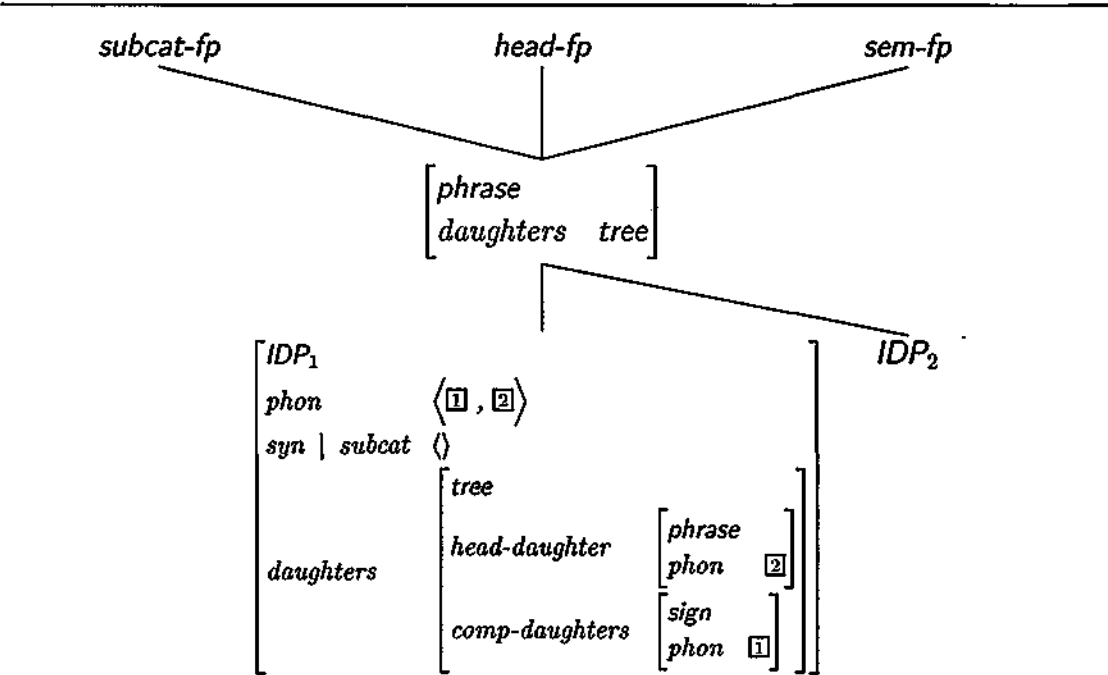 subcat-fp head-fp sem-fp
phrase
daughters tree
IDP₁ IDP₂
phon ⟨[1] , [2]⟩
syn | subcat ⟨⟩
tree
head-daughter phrase
phon [2]
daughters
comp-daughters sign
phon [1]